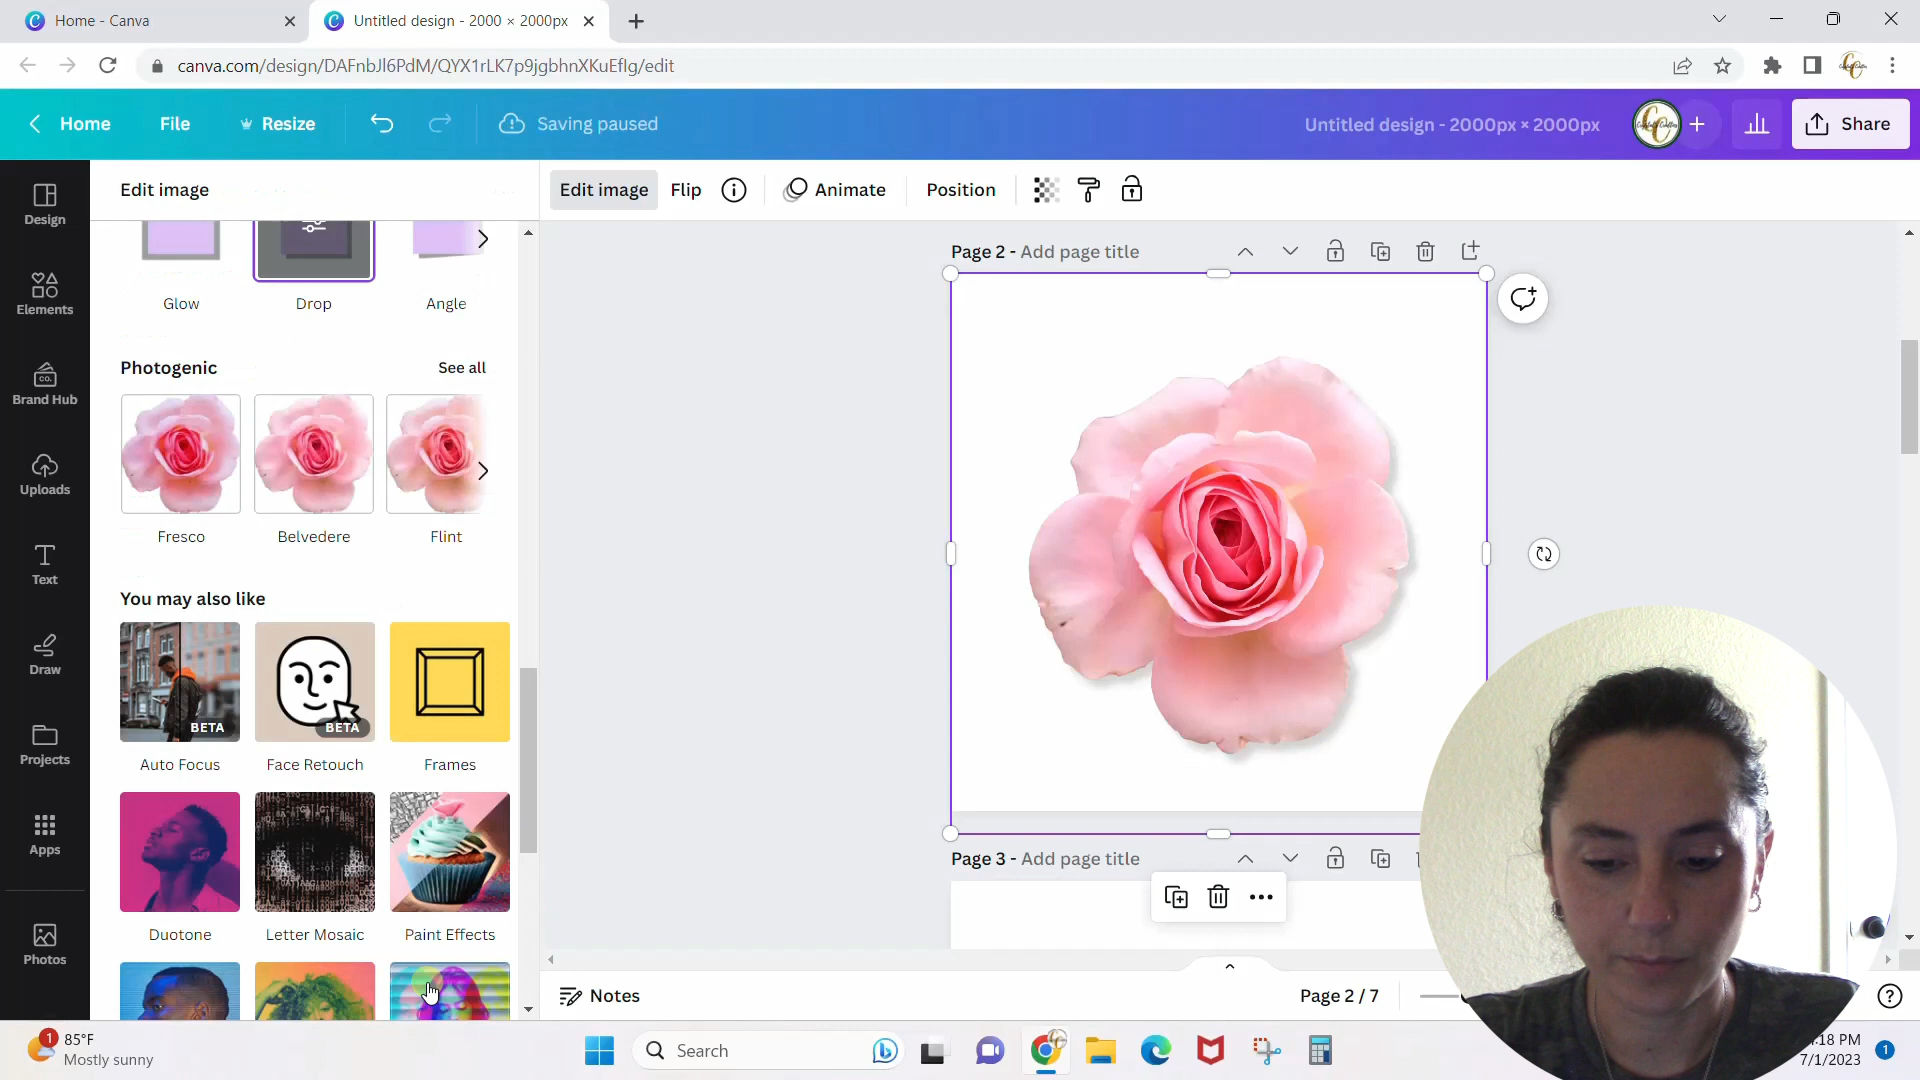 Home - Canva
Untitled design - 2000 × 2000px
canva.com/design/DAFnbJl6PdM/QYX1rLK7p9jgbhnXKuEflg/edit
Home
File
Resize
Saving paused
Untitled design - 2000px × 2000px
Share
Design
Elements
Brand Hub
Uploads
Text
Draw
Projects
Apps
Photos
Edit image
Glow
Drop
Angle
Photogenic
See all
Fresco
Belvedere
Flint
You may also like
BETA
BETA
Auto Focus
Face Retouch
Frames
Duotone
Letter Mosaic
Paint Effects
Edit image
Flip
Animate
Position
Page 2 - Add page title
Page 3 - Add page title
Notes
Page 2 / 7
1
85°F
Mostly sunny
Search
:18 PM
7/1/2023
1